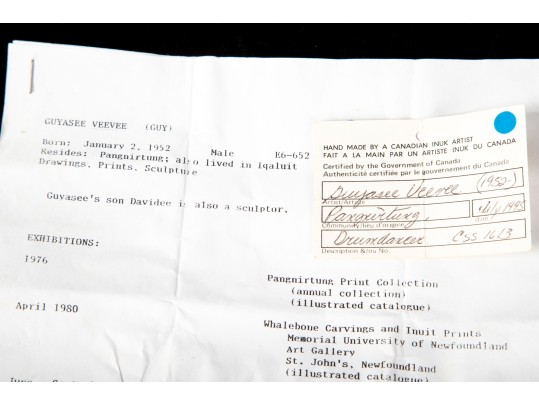 GUYASEE VEEVEE (GUY)
Born: January 2, 1952 Male E6-652
Resides: Pangnirtung; also lived in Iqaluit
Drawings, Prints, Sculpture
Guyasee's son Davidee is also a sculptor.
EXHIBITIONS:
1976
Pangnirtung Print Collection
(annual collection)
(illustrated catalogue)
April 1980
Whalebone Carvings and Inuit Prints
Memorial University of Newfoundland
Art Gallery
St. John's, Newfoundland
(illustrated catalogue)
HAND MADE BY A CANADIAN INUK ARTIST
FAIT A LA MAIN PAR UN ARTISTE INUK DU CANADA
Certified by the Government of Canada
Authenticité certifiée par le gouvernement du Canada
Guyasee Veevee (1952-)
Artist/Artiste
Pangnirtung, July 1995
Community/lieu d'origine
Drumdancer CSS 1613
Description &/ou No.